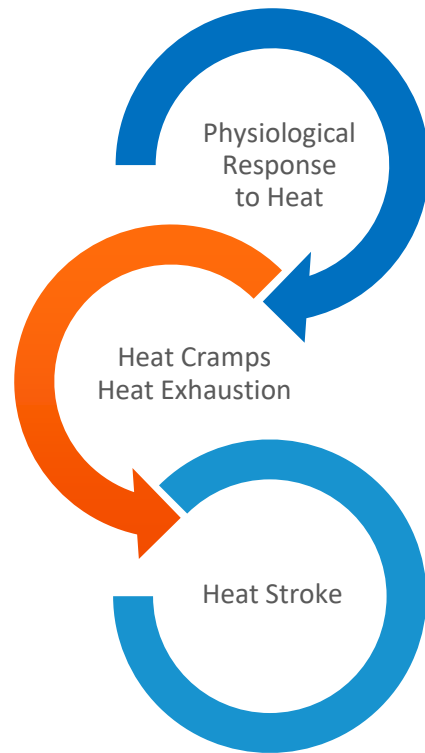 Physiological
Response
to Heat
Heat Cramps
Heat Exhaustion
Heat Stroke